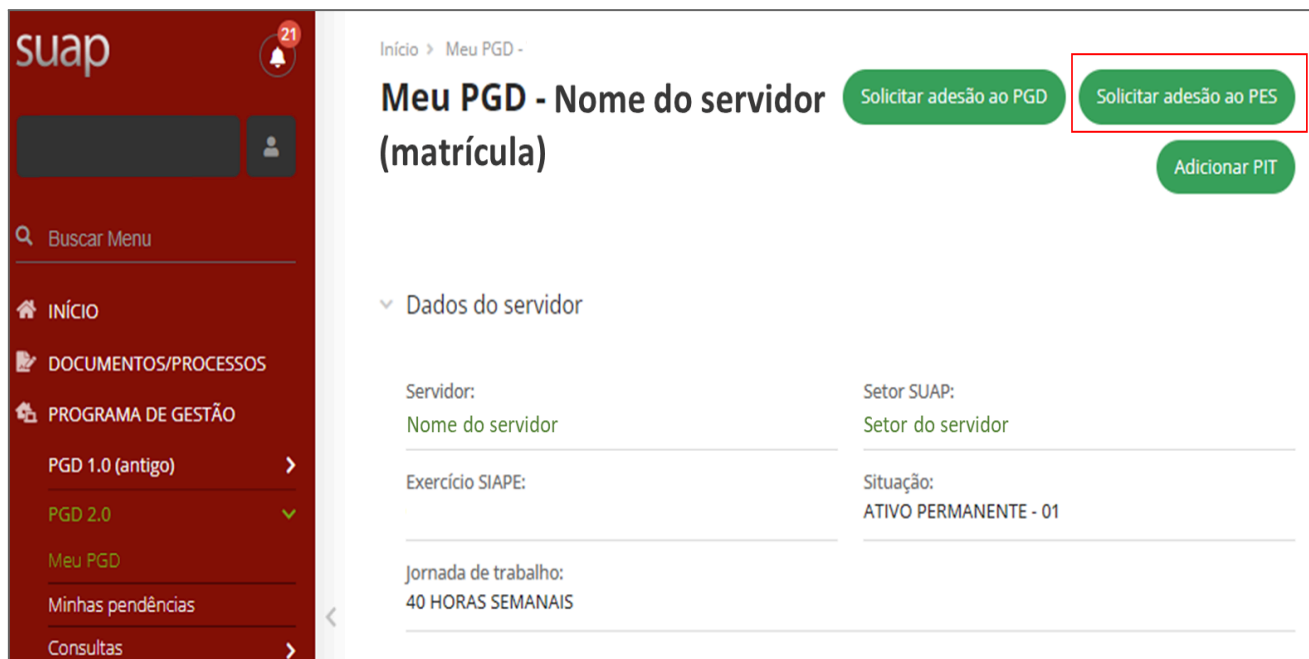 suap
21
Buscar Menu
INÍCIO
DOCUMENTOS/PROCESSOS
PROGRAMA DE GESTÃO
PGD 1.0 (antigo)
PGD 2.0
Meu PGD
Minhas pendências
Consultas
Início > Meu PGD -
Meu PGD - Nome do servidor
(matrícula)
Solicitar adesão ao PGD
Solicitar adesão ao PES
Adicionar PIT
Dados do servidor
Servidor:
Nome do servidor
Setor SUAP:
Setor do servidor
Exercício SIAPE:
Situação:
ATIVO PERMANENTE - 01
Jornada de trabalho:
40 HORAS SEMANAIS